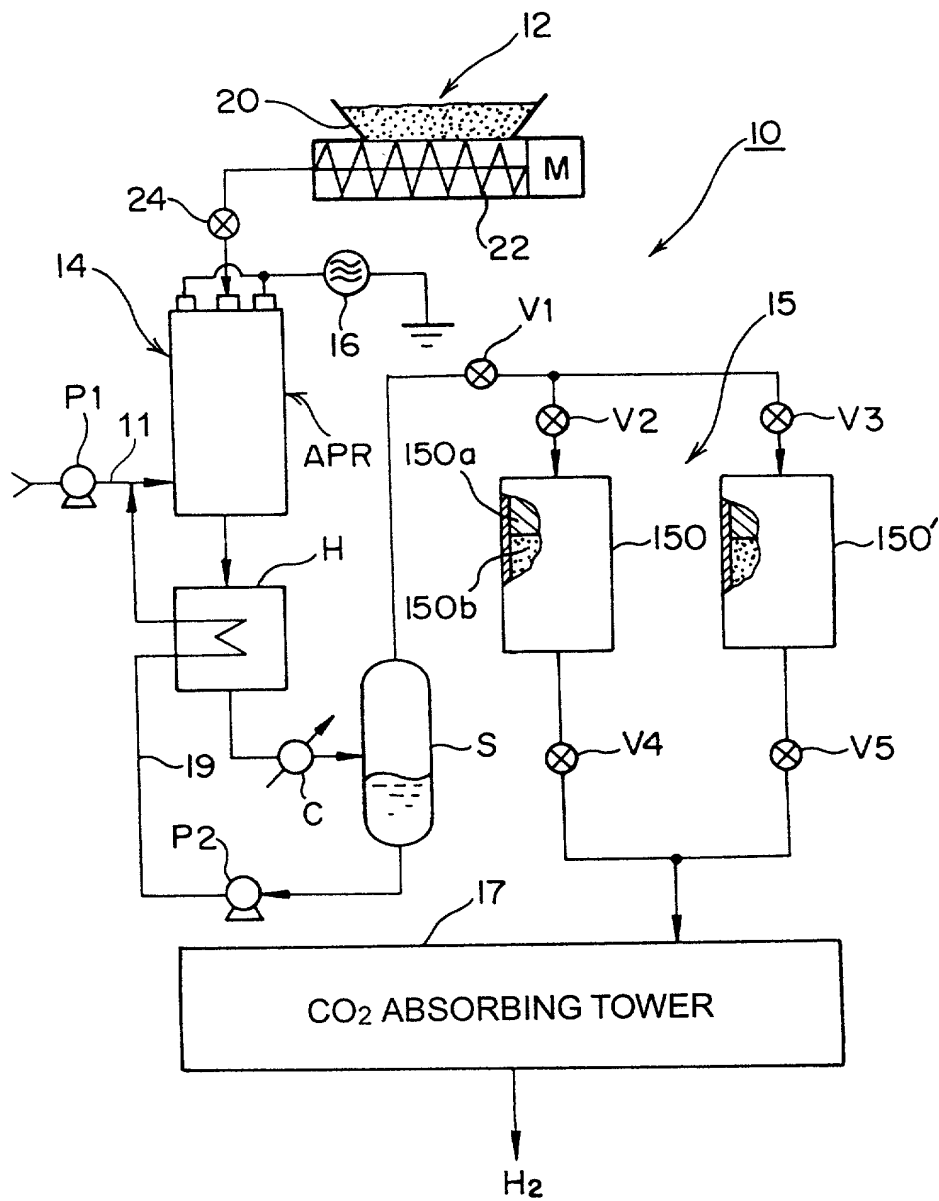 12
20
10
M
24
22
14
16
V1
15
P1
11
APR
V2
V3
150a
H
150
150′
150b
S
V4
V5
19
C
P2
17
CO₂ ABSORBING TOWER
H₂